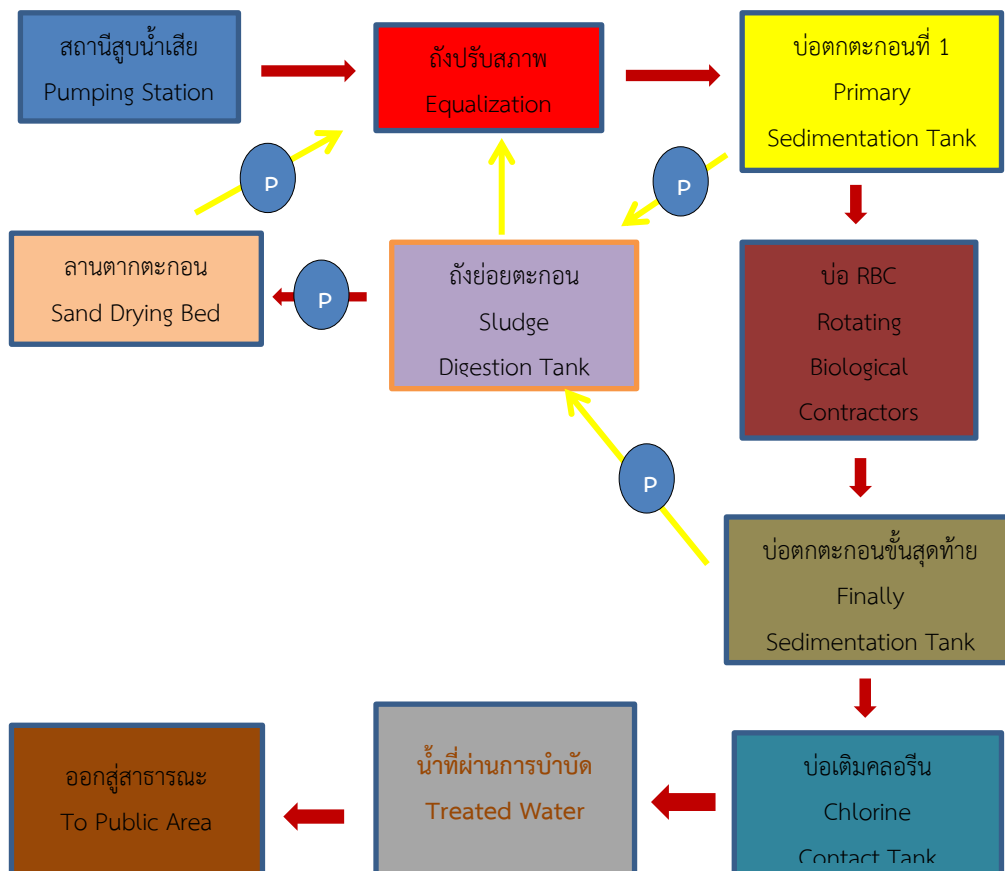 สถานีสูบน้ำเสีย
Pumping Station
ถังปรับสภาพ
Equalization
บ่อตกตะกอนที่ 1
Primary
Sedimentation Tank
P
P
ลานตากตะกอน
Sand Drying Bed
P
ถังย่อยตะกอน
Sludge
Digestion Tank
บ่อ RBC
Rotating
Biological
Contractors
P
บ่อตกตะกอนขั้นสุดท้าย
Finally
Sedimentation Tank
ออกสู่สาธารณะ
To Public Area
น้ำที่ผ่านการบำบัด
Treated Water
บ่อเติมคลอรีน
Chlorine
Contact Tank